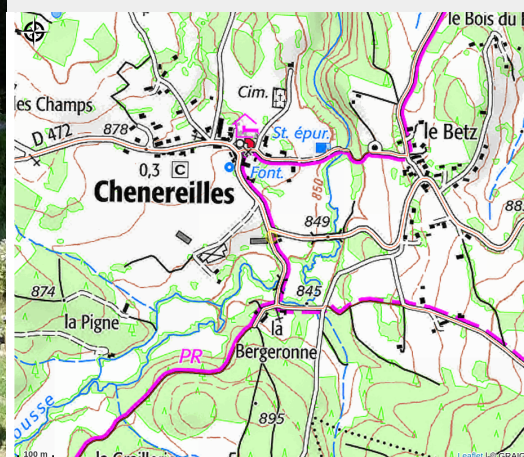 le Bois du
les Champs
Cim.
D 472
878
St. épur.
le Betz
0,3 C
Font.
Chenereilles
850
849
88
874
845
la Pigne
la
Bergeronne
PR
ousse
895
100 m
Leaflet